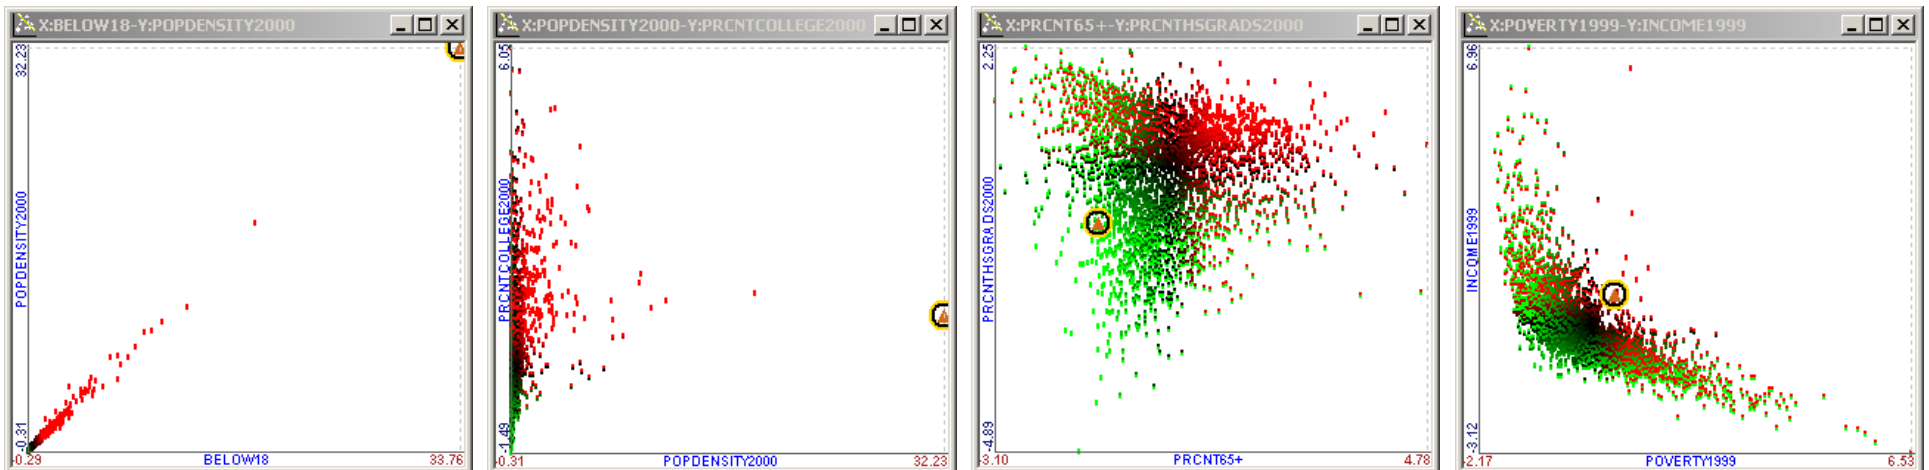 X:BELOW18-Y:POPDENSITY2000
32.23
POPDENSITY2000
-0.31
-0.29
BELOW18
33.76
X:POPDENSITY2000-Y:PRCNTCOLLEGE2000
6.05
PRCNTCOLLEGE2000
-1.49
-0.31
POPDENSITY2000
32.23
X:PRCNT65+-Y:PRCNTHSGRADS2000
2.25
PRCNTHSGRADS2000
-4.89
-3.10
PRCNT65+
4.78
X:POVERTY1999-Y:INCOME1999
6.96
INCOME1999
-3.12
-2.17
POVERTY1999
6.53